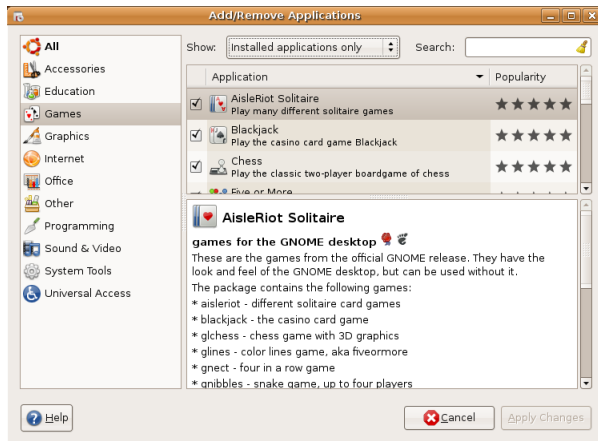 Add/Remove Applications
All
Accessories
Education
Games
Graphics
Internet
Office
Other
Programming
Sound & Video
System Tools
Universal Access
Show: Installed applications only Search:
Application Popularity
AisleRiot Solitaire
Play many different solitaire games
Blackjack
Play the casino card game Blackjack
Chess
Play the classic two-player boardgame of chess
Five or More
AisleRiot Solitaire
games for the GNOME desktop
These are the games from the official GNOME release. They have the
look and feel of the GNOME desktop, but can be used without it.
The package contains the following games:
* aisleriot - different solitaire card games
* blackjack - the casino card game
* glchess - chess game with 3D graphics
* glines - color lines game, aka fiveormore
* gnect - four in a row game
* gnibbles - snake game, up to four players
Help Cancel Apply Changes